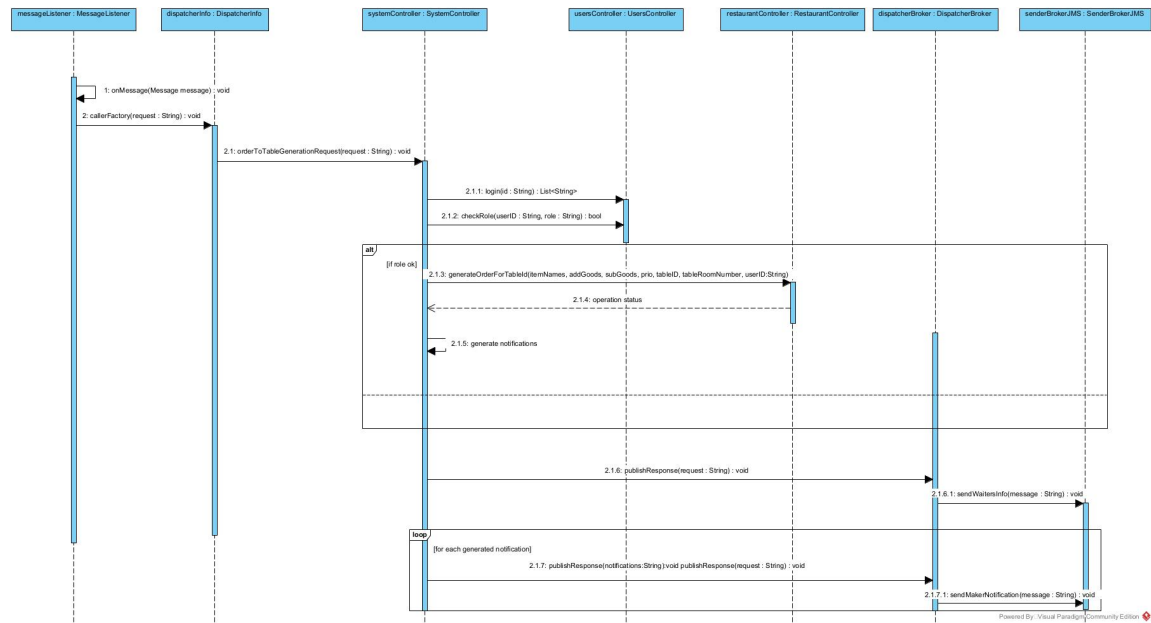 messageListener : MessageListener
dispatcherInfo : DispatcherInfo
systemController : SystemController
usersController : UsersController
restaurantController : RestaurantController
dispatcherBroker : DispatcherBroker
senderBrokerJMS : SenderBrokerJMS
1: onMessage(Message message) : void
2: callerFactory(request : String) : void
2.1: orderToTableGenerationRequest(request : String) : void
2.1.1: login(id : String) : List<String>
2.1.2: checkRole(userID : String, role : String) : bool
alt
[if role ok]
2.1.3: generateOrderForTableId(itemNames, addGoods, subGoods, prio, tableID, tableRoomNumber, userID:String)
2.1.4: operation status
2.1.5: generate notifications
2.1.6: publishResponse(request : String) : void
2.1.6.1: sendWaitersInfo(message : String) : void
loop
[for each generated notification]
2.1.7: publishResponse(notifications:String):void publishResponse(request : String) : void
2.1.7.1: sendMakerNotification(message : String) : void
Powered By : Visual Paradigm Community Edition